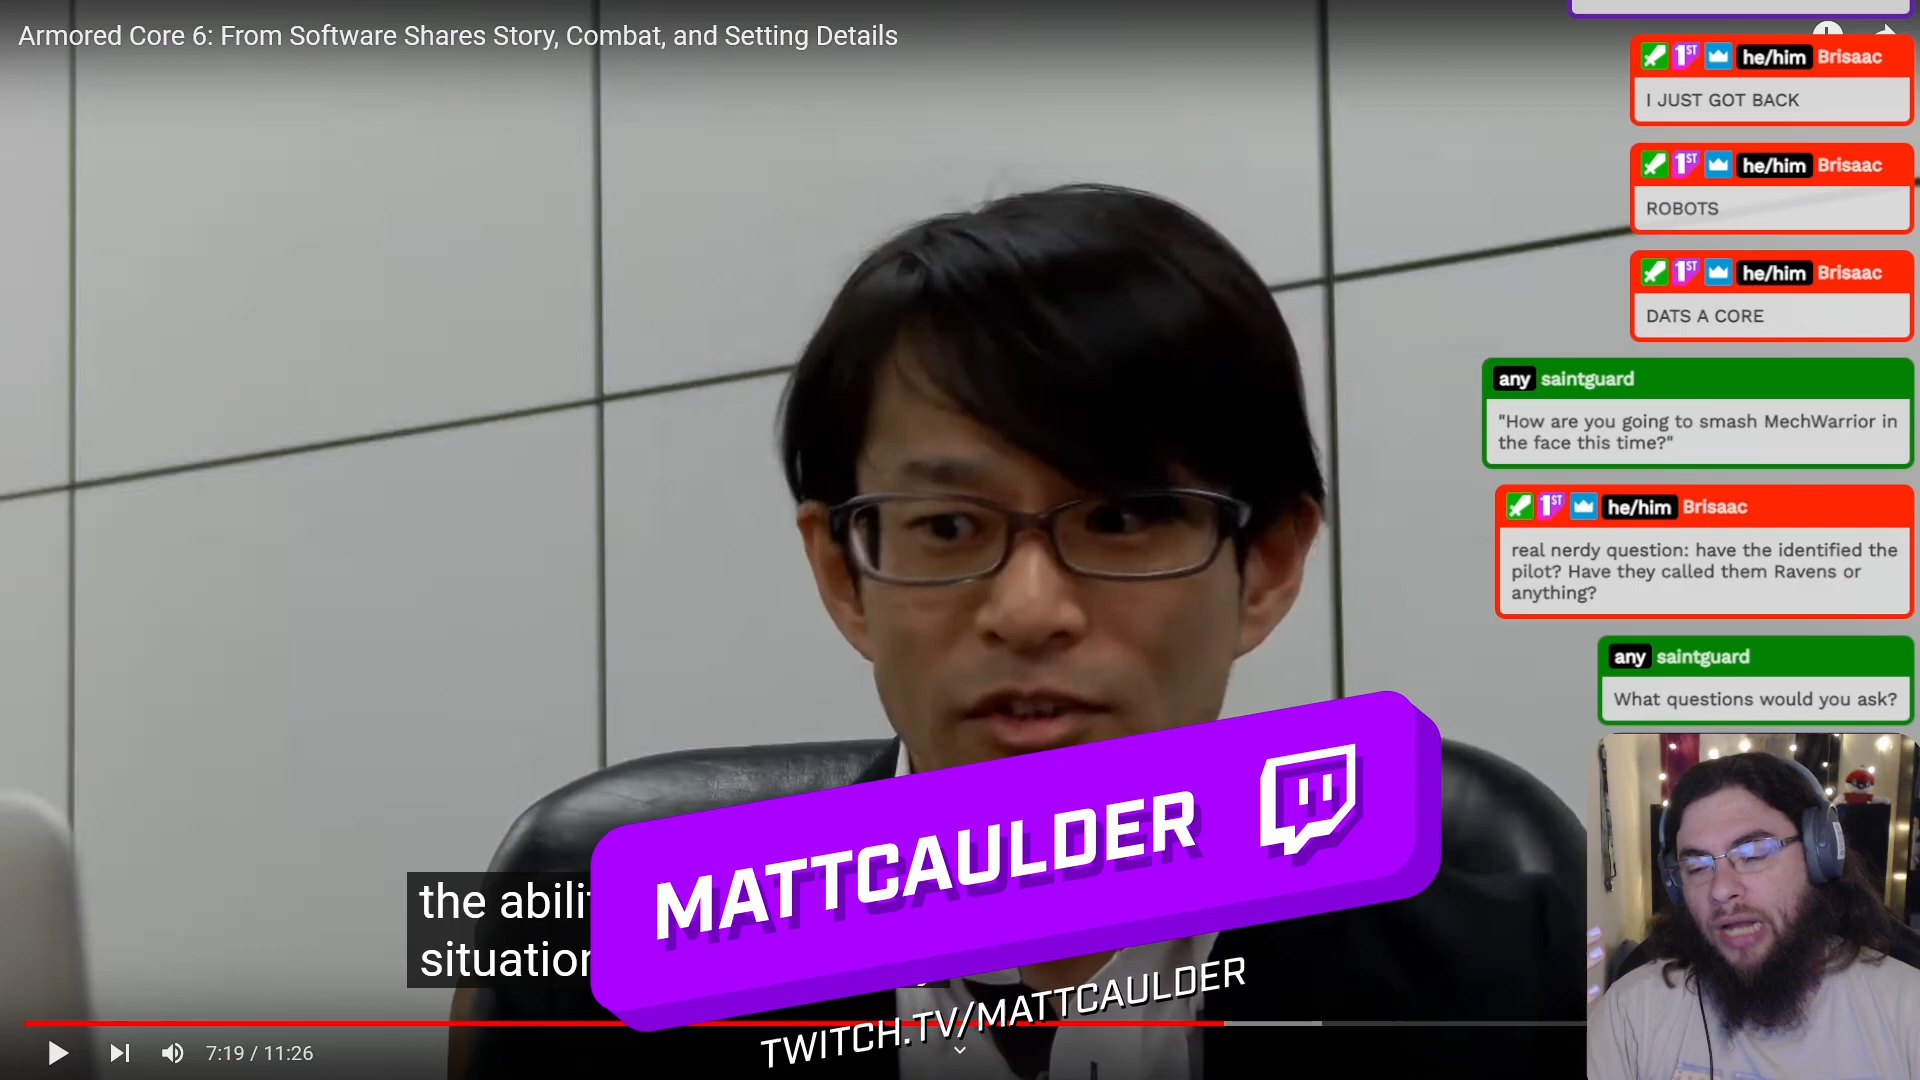 Armored Core 6: From Software Shares Story, Combat, and Setting Details
1ST he/him Brisaac
I JUST GOT BACK
1ST he/him Brisaac
ROBOTS
1ST he/him Brisaac
DATS A CORE
any saintguard
"How are you going to smash MechWarrior in
the face this time?"
1ST he/him Brisaac
real nerdy question: have the identified the
pilot? Have they called them Ravens or
anything?
any saintguard
What questions would you ask?
the
MATTCAULDER
TWITCH.TV/MATTCAULDER
7:19 / 11:26